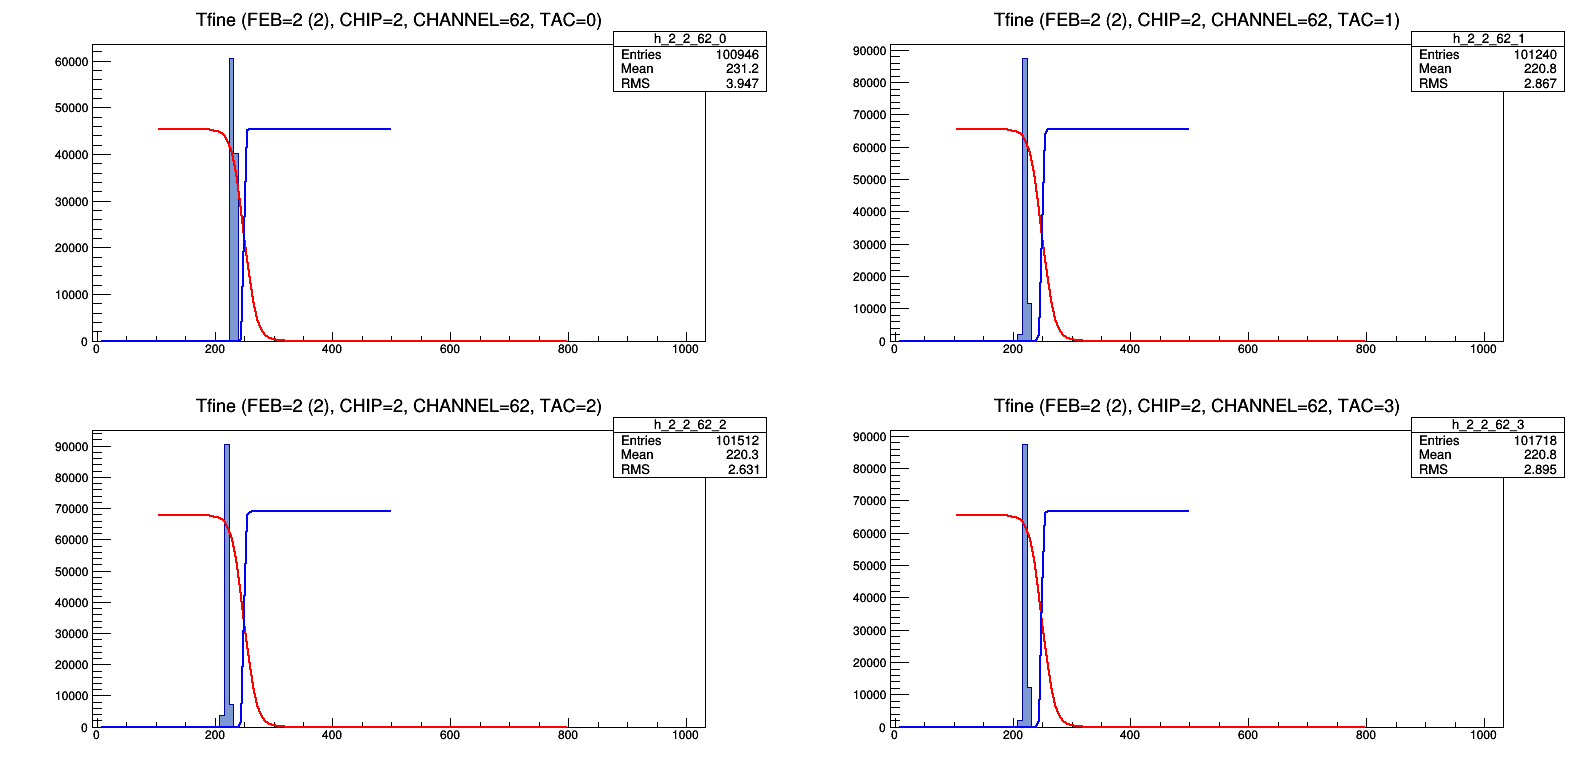 Tfine (FEB=2 (2), CHIP=2, CHANNEL=62, TAC=0)
h_2_2_62_0
Entries 100946
Mean 231.2
RMS 3.947
60000
50000
40000
30000
20000
10000
0
0 200 400 600 800 1000
Tfine (FEB=2 (2), CHIP=2, CHANNEL=62, TAC=1)
h_2_2_62_1
Entries 101240
Mean 220.8
RMS 2.867
90000
80000
70000
60000
50000
40000
30000
20000
10000
0
0 200 400 600 800 1000
Tfine (FEB=2 (2), CHIP=2, CHANNEL=62, TAC=2)
h_2_2_62_2
Entries 101512
Mean 220.3
RMS 2.631
90000
80000
70000
60000
50000
40000
30000
20000
10000
0
0 200 400 600 800 1000
Tfine (FEB=2 (2), CHIP=2, CHANNEL=62, TAC=3)
h_2_2_62_3
Entries 101718
Mean 220.8
RMS 2.895
90000
80000
70000
60000
50000
40000
30000
20000
10000
0
0 200 400 600 800 1000